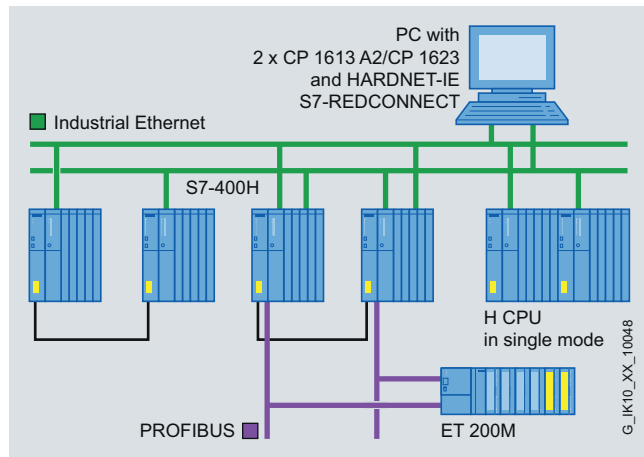 PC with
2 x CP 1613 A2/CP 1623
and HARDNET-IE
S7-REDCONNECT
Industrial Ethernet
S7-400H
H CPU
in single mode
PROFIBUS
ET 200M
G_IK10_XX_10048